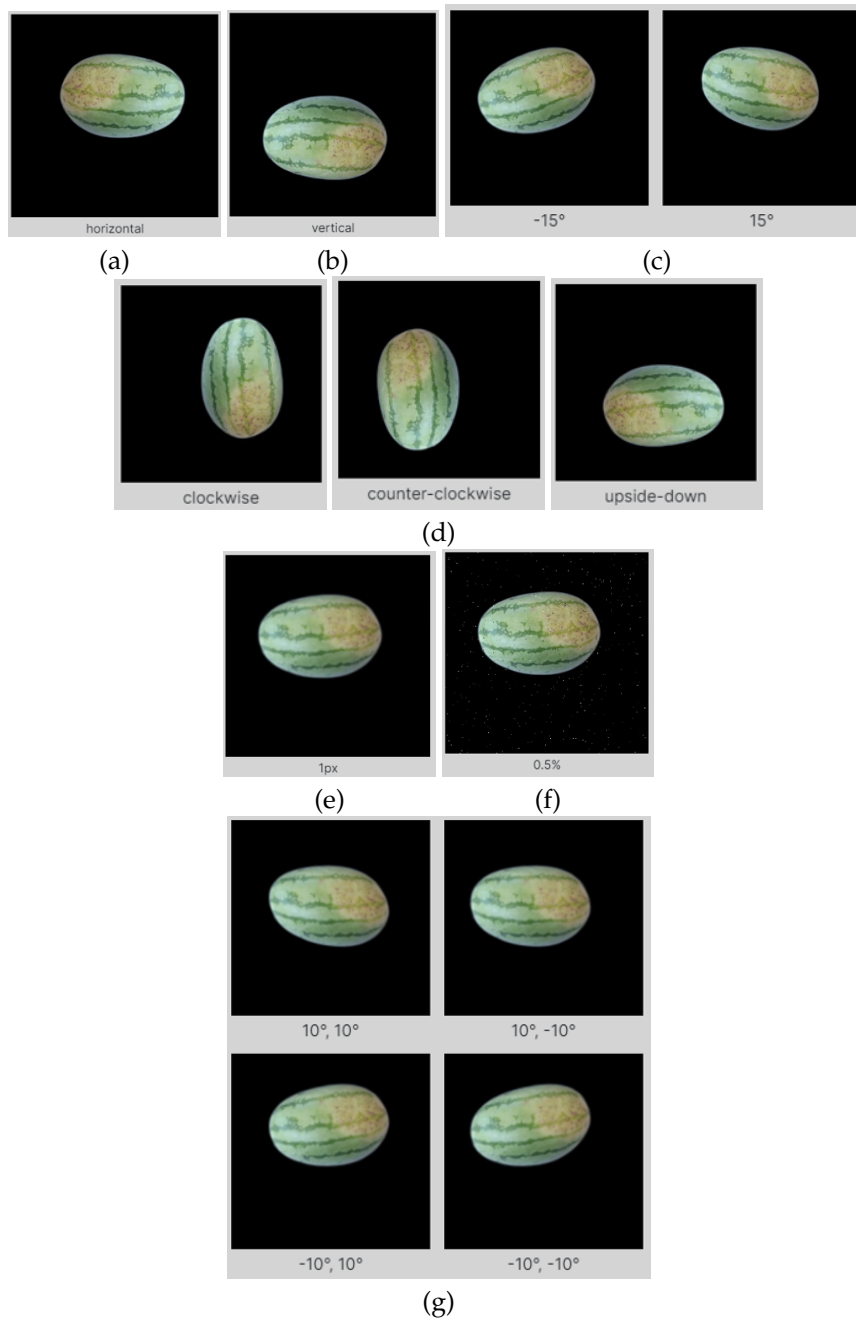 horizontal
vertical
-15°
15°
(a)
(b)
(c)
clockwise
counter-clockwise
upside-down
(d)
1px
0.5%
(e)
(f)
10°, 10°
10°, -10°
-10°, 10°
-10°, -10°
(g)